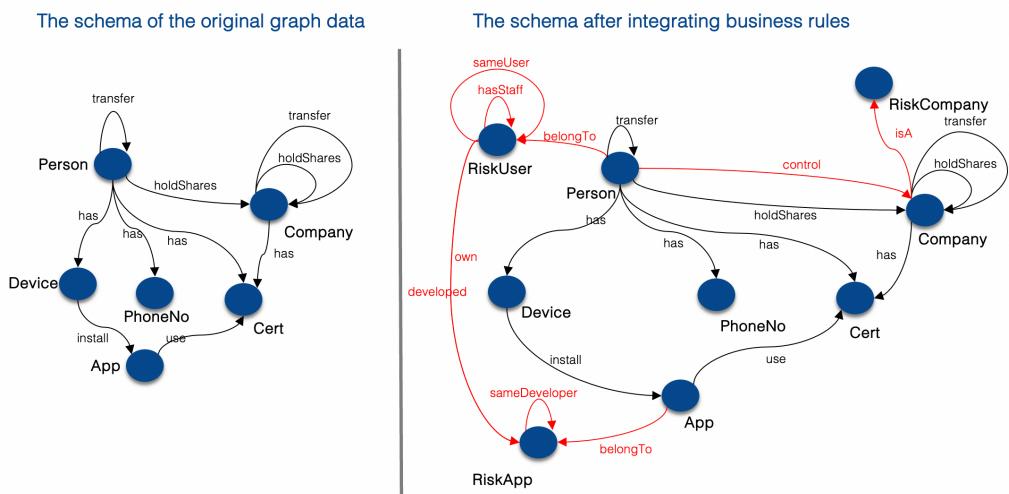 The schema of the original graph data
transfer
Person
holdShares
transfer
holdShares
Company
has
has
has
has
Device
PhoneNo
Cert
install
use
App
The schema after integrating business rules
sameUser
hasStaff
RiskUser
belongTo
transfer
Person
control
RiskCompany
isA
transfer
holdShares
holdShares
Company
has
has
has
has
own
developed
Device
PhoneNo
Cert
install
use
sameDeveloper
App
belongTo
RiskApp